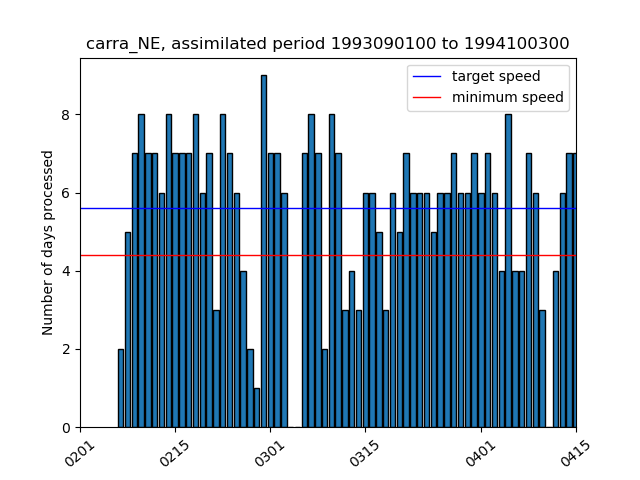 carra_NE, assimilated period 1993090100 to 1994100300
target speed
minimum speed
Number of days processed
8
6
4
2
0
0201
0215
0301
0315
0401
0415